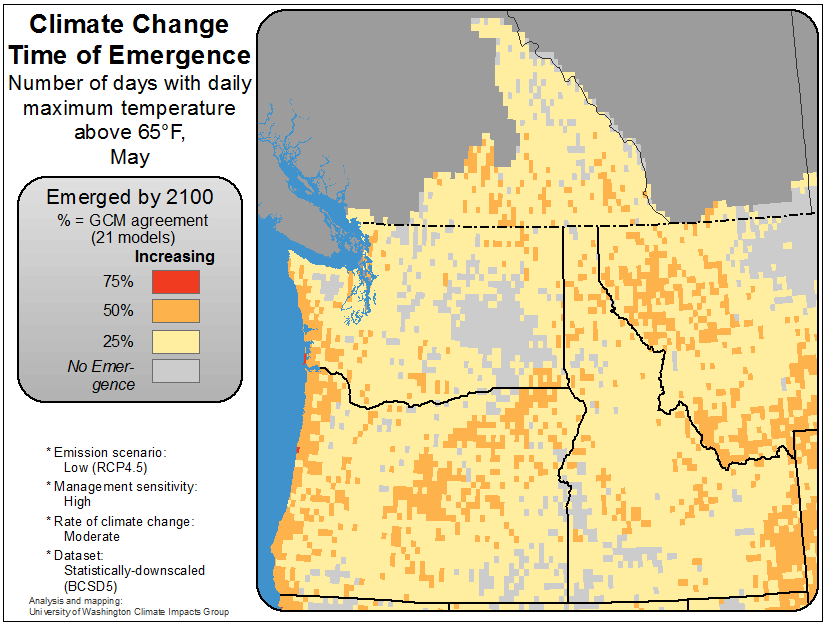 Climate Change
Time of Emergence
Number of days with daily
maximum temperature
above 65°F,
May
Emerged by 2100
% = GCM agreement
(21 models)
Increasing
75%
50%
25%
No Emer-
gence
* Emission scenario:
Low (RCP4.5)
* Management sensitivity:
High
* Rate of climate change:
Moderate
* Dataset:
Statistically-downscaled
(BCSD5)
Analysis and mapping:
University of Washington Climate Impacts Group